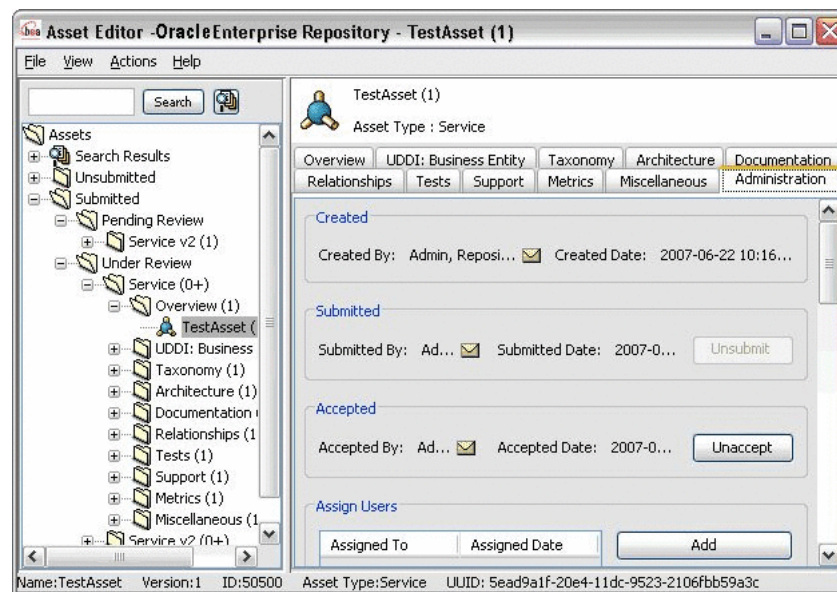 bea Asset Editor -Oracle Enterprise Repository - TestAsset (1)
File View Actions Help
Search
Assets
Search Results
Unsubmitted
Submitted
Pending Review
Service v2 (1)
Under Review
Service (0+)
Overview (1)
TestAsset (
UDDI: Business
Taxonomy (1)
Architecture (1)
Documentation (
Relationships (1
Tests (1)
Support (1)
Metrics (1)
Miscellaneous (1
Service v2 (0+)
TestAsset (1)
Asset Type : Service
Overview UDDI: Business Entity Taxonomy Architecture Documentation
Relationships Tests Support Metrics Miscellaneous Administration
Created
Created By: Admin, Reposi... Created Date: 2007-06-22 10:16...
Submitted
Submitted By: Ad... Submitted Date: 2007-0... Unsubmit
Accepted
Accepted By: Ad... Accepted Date: 2007-0... Unaccept
Assign Users
Assigned To Assigned Date Add
Name:TestAsset Version:1 ID:50500 Asset Type:Service UUID: 5ead9a1f-20e4-11dc-9523-2106fbb59a3c